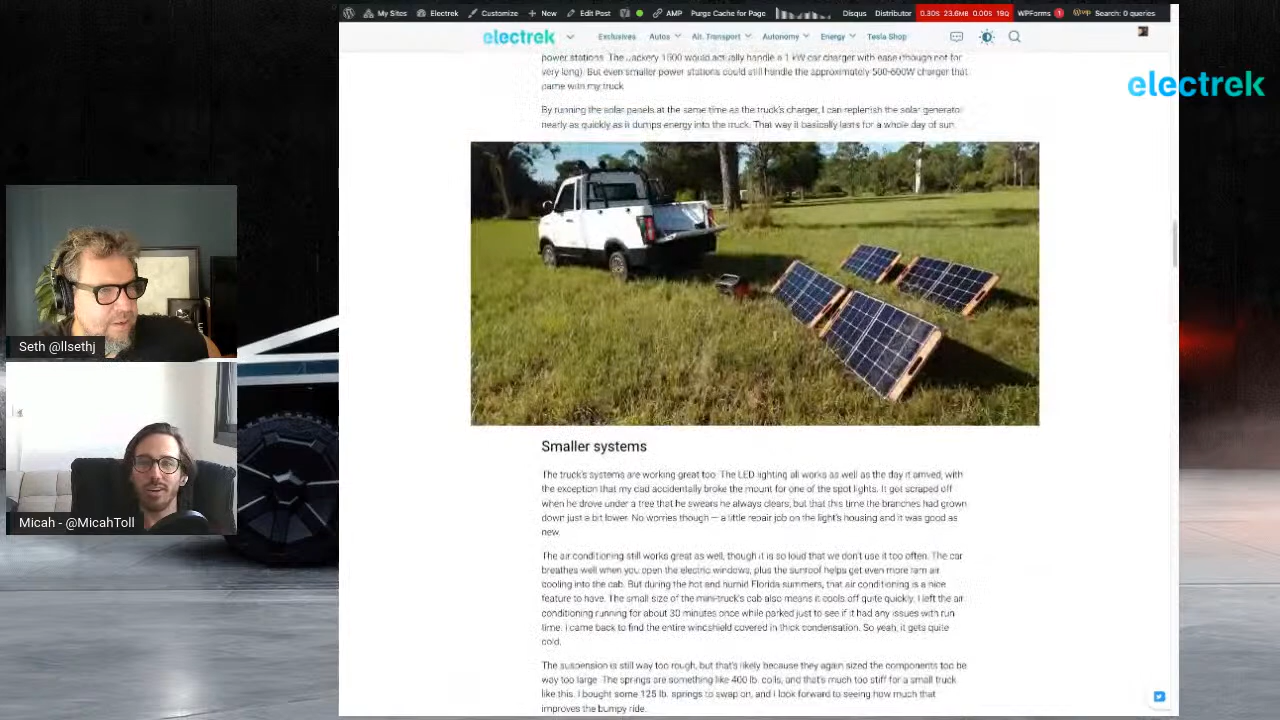 My Sites Electrek Customize New Edit Post AMP Purge Cache for Page Disqus Distributor 0.30S 23.6MB 0.00S 19Q WPForms 1 Search: 0 queries
electrek Exclusives Autos Alt. Transport Autonomy Energy Tesla Shop
electrek
power stations. The Jackery 1500 would actually handle a 1 kW car charger with ease (though not for
very long). But even smaller power stations could still handle the approximately 500-600W charger that
came with my truck.
By running the solar panels at the same time as the truck's charger, I can replenish the solar generator
nearly as quickly as it dumps energy into the truck. That way it basically lasts for a whole day of sun.
Seth @llsethj
Micah - @MicahToll
Smaller systems
The truck's systems are working great too. The LED lighting all works as well as the day it arrived, with
the exception that my dad accidentally broke the mount for one of the spot lights. It got scraped off
when he drove under a tree that he swears he always clears, but that this time the branches had grown
down just a bit lower. No worries though — a little repair job on the light's housing and it was good as
new.
The air conditioning still works great as well, though it is so loud that we don't use it too often. The car
breathes well when you open the electric windows, plus the sunroof helps get even more ram air
cooling into the cab. But during the hot and humid Florida summers, that air conditioning is a nice
feature to have. The small size of the mini-truck's cab also means it cools off quite quickly. I left the air
conditioning running for about 30 minutes once while parked just to see if it had any issues with run
time. I came back to find the entire windshield covered in thick condensation. So yeah, it gets quite
cold.
The suspension is still way too rough, but that's likely because they again sized the components too be
way too large. The springs are something like 400 lb. coils, and that's much too stiff for a small truck
like this. I bought some 125 lb. springs to swap on, and I look forward to seeing how much that
improves the bumpy ride.